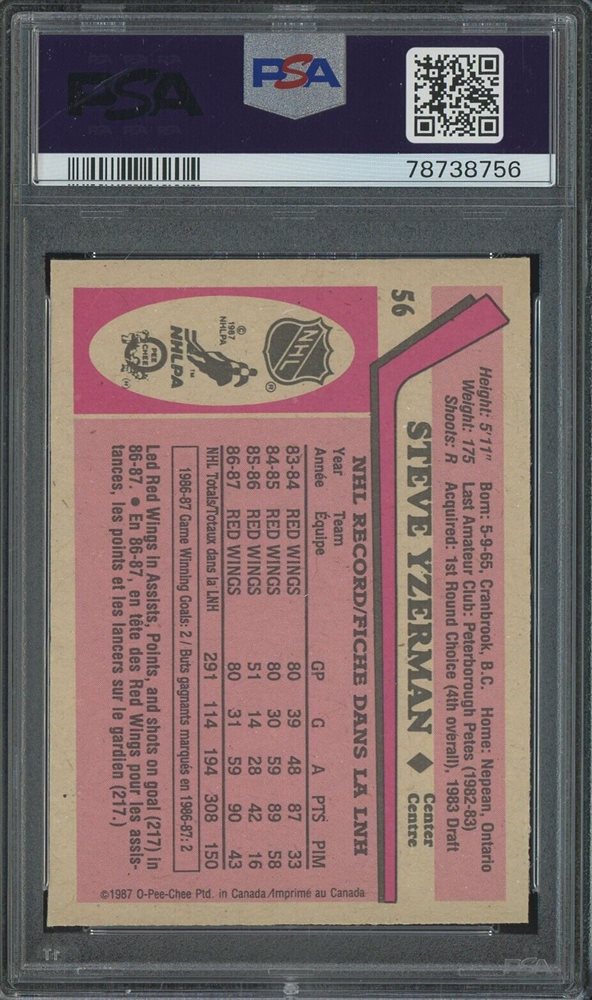 PSA
PSA
78738756
56
Height: 5'11" Born: 5-9-65, Cranbrook, B.C. Home: Nepean, Ontario
Weight: 175 Last Amateur Club: Peterborough Petes (1982-83)
Shoots: R Acquired: 1st Round Choice (4th overall), 1983 Draft
STEVE YZERMAN ◆ Center
Centre
NHL
®
© 1987
NHLPA
NHLPA
TM
O PEE CHEE
NHL RECORD/FICHE DANS LA LNH
Year Team GP G A PTS PIM
Année Équipe
83-84 RED WINGS 80 39 48 87 33
84-85 RED WINGS 80 30 59 89 58
85-86 RED WINGS 51 14 28 42 16
86-87 RED WINGS 80 31 59 90 43
NHL Totals/Totaux dans la LNH 291 114 194 308 150
1986-87 Game Winning Goals: 2 / Buts gagnants marqués en 1986-87: 2
Led Red Wings in Assists, Points, and shots on goal (217) in
86-87. ● En 86-87, en tête des Red Wings pour les assis-
tances, les points et les lancers sur le gardien (217.)
©1987 O-Pee-Chee Ptd. in Canada/Imprimé au Canada
PSA